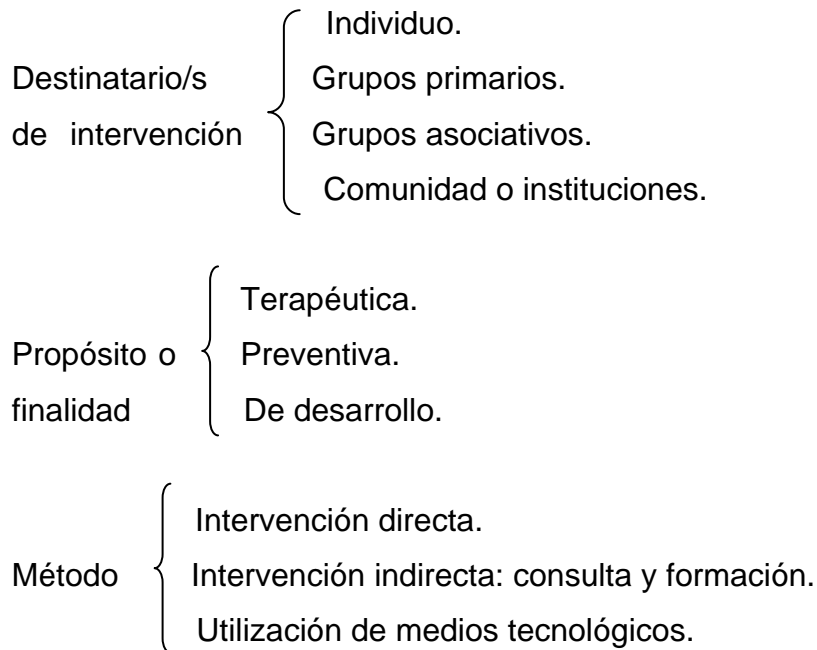 Individuo.
Destinatario/s Grupos primarios.
de intervención Grupos asociativos.
Comunidad o instituciones.
Terapéutica.
Propósito o Preventiva.
finalidad De desarrollo.
Intervención directa.
Método Intervención indirecta: consulta y formación.
Utilización de medios tecnológicos.